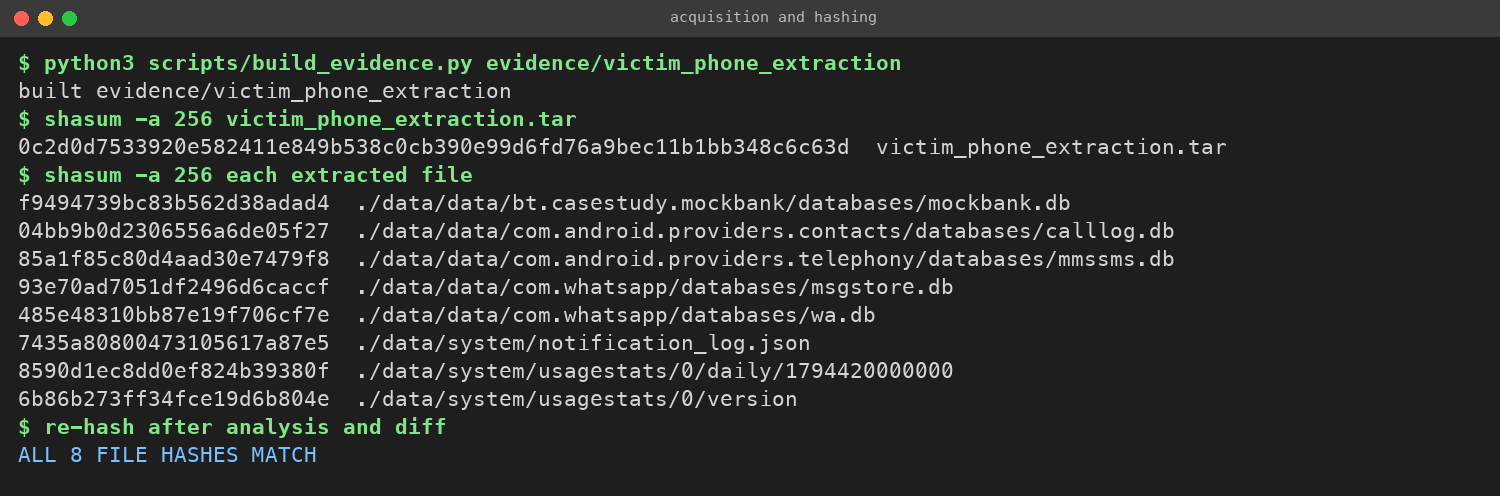 acquisition and hashing
$ python3 scripts/build_evidence.py evidence/victim_phone_extraction
built evidence/victim_phone_extraction
$ shasum -a 256 victim_phone_extraction.tar
0c2d0d7533920e582411e849b538c0cb390e99d6fd76a9bec11b1bb348c6c63d  victim_phone_extraction.tar
$ shasum -a 256 each extracted file
f9494739bc83b562d38adad4  ./data/data/bt.casestudy.mockbank/databases/mockbank.db
04bb9b0d2306556a6de05f27  ./data/data/com.android.providers.contacts/databases/calllog.db
85a1f85c80d4aad30e7479f8  ./data/data/com.android.providers.telephony/databases/mmssms.db
93e70ad7051df2496d6caccf  ./data/data/com.whatsapp/databases/msgstore.db
485e48310bb87e19f706cf7e  ./data/data/com.whatsapp/databases/wa.db
7435a80800473105617a87e5  ./data/system/notification_log.json
8590d1ec8dd0ef824b39380f  ./data/system/usagestats/0/daily/1794420000000
6b86b273ff34fce19d6b804e  ./data/system/usagestats/0/version
$ re-hash after analysis and diff
ALL 8 FILE HASHES MATCH